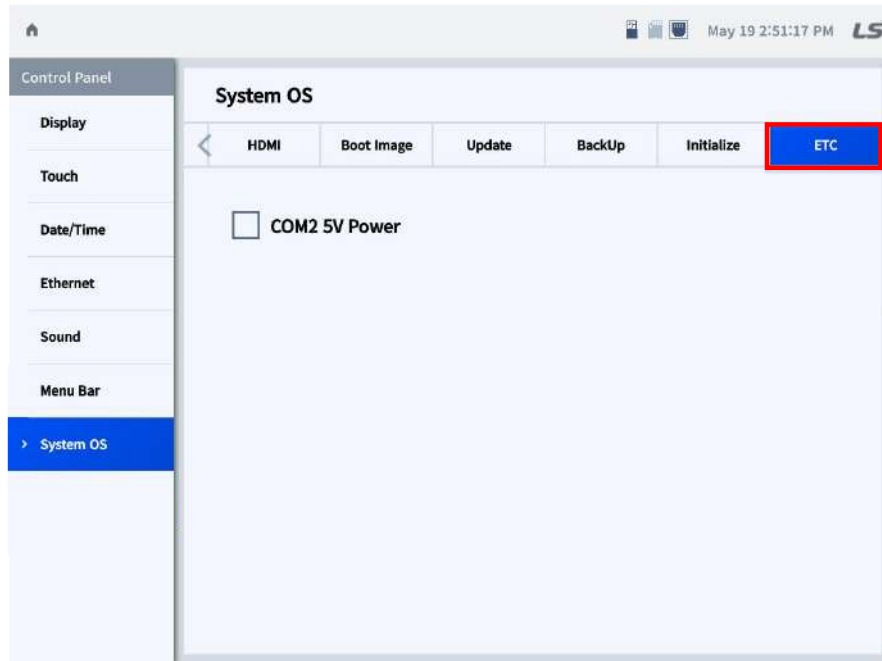 May 19 2:51:17 PM LS
Control Panel
Display
Touch
Date/Time
Ethernet
Sound
Menu Bar
> System OS
System OS
< HDMI Boot Image Update BackUp Initialize ETC
COM2 5V Power